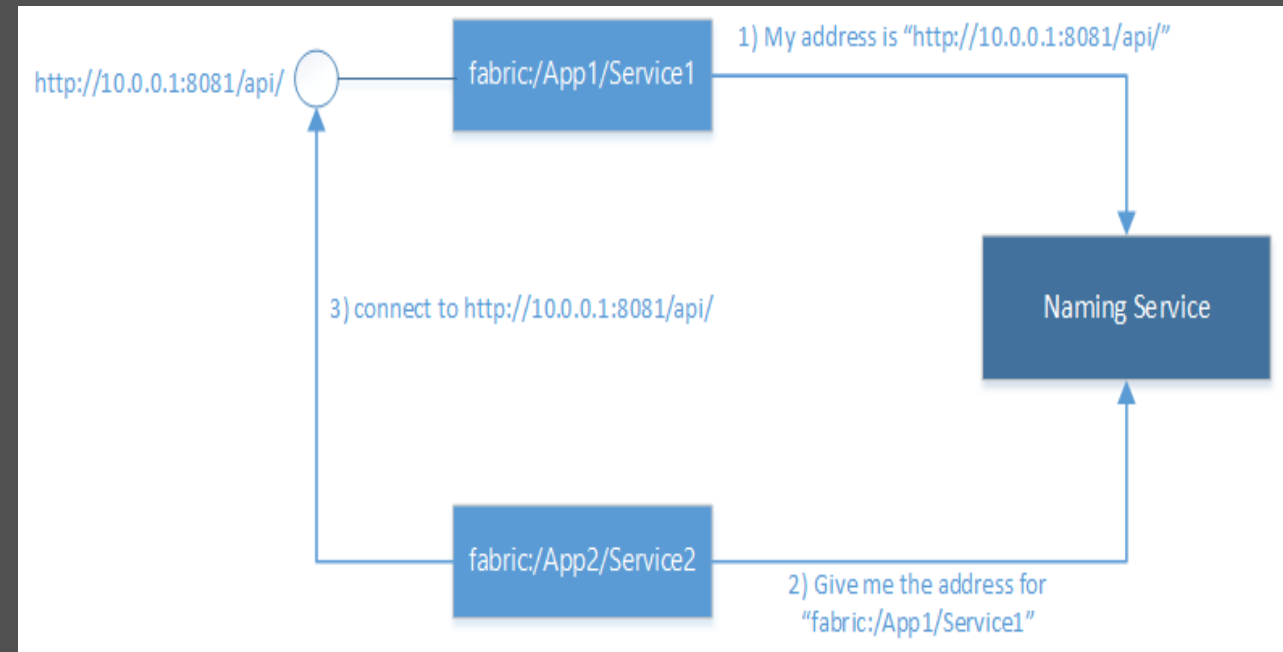 1) My address is “http://10.0.0.1:8081/api/”
http://10.0.0.1:8081/api/
fabric:/App1/Service1
3) connect to http://10.0.0.1:8081/api/
Naming Service
fabric:/App2/Service2
2) Give me the address for
“fabric:/App1/Service1”